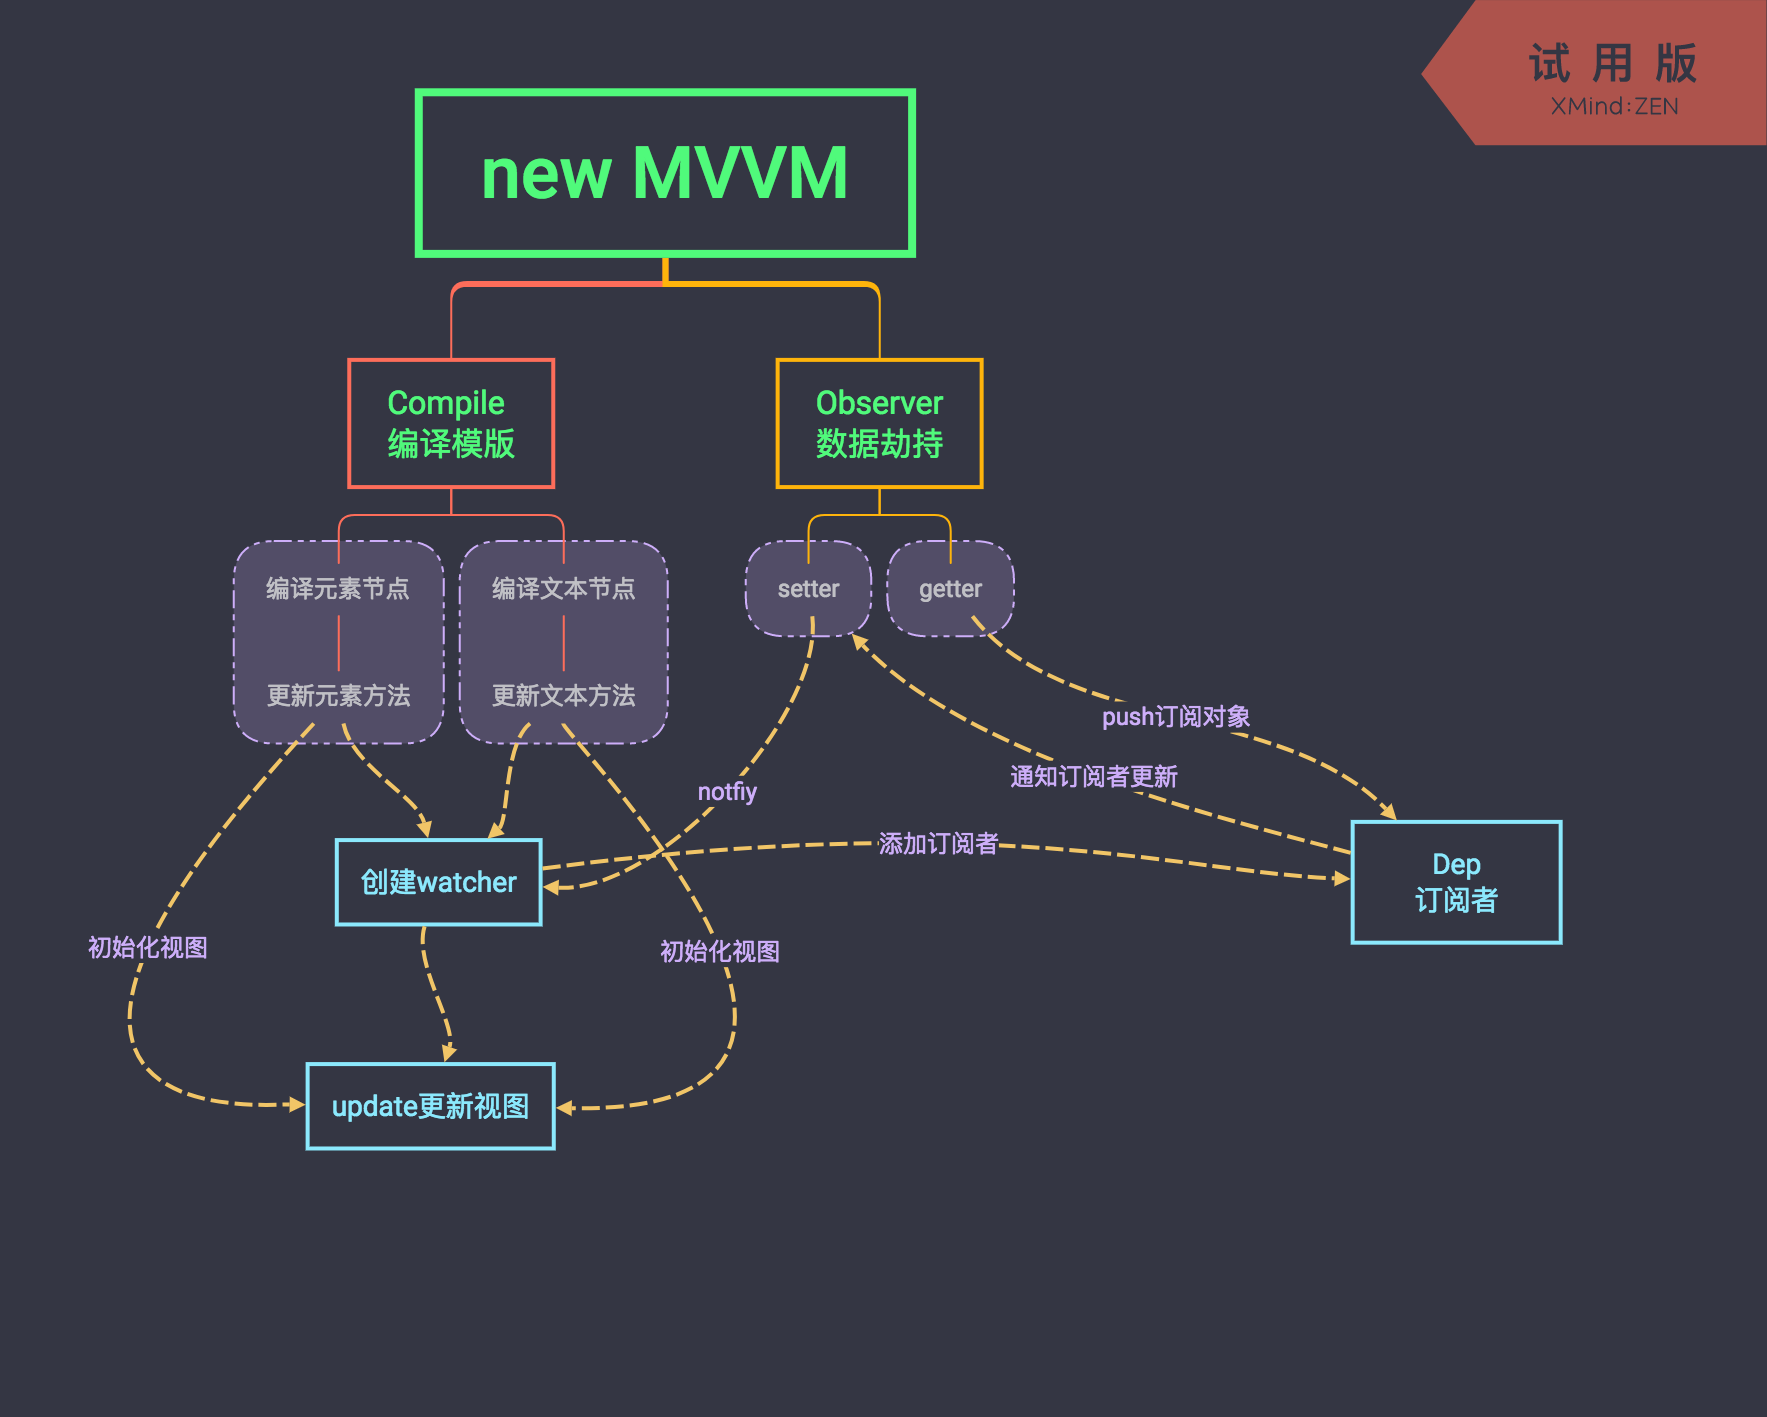 试用版
XMind:ZEN
new MVVM
Compile
编译模版
Observer
数据劫持
编译元素节点
编译文本节点
setter
getter
更新元素方法
更新文本方法
push订阅对象
通知订阅者更新
notfiy
添加订阅者
创建watcher
Dep
订阅者
初始化视图
初始化视图
update更新视图